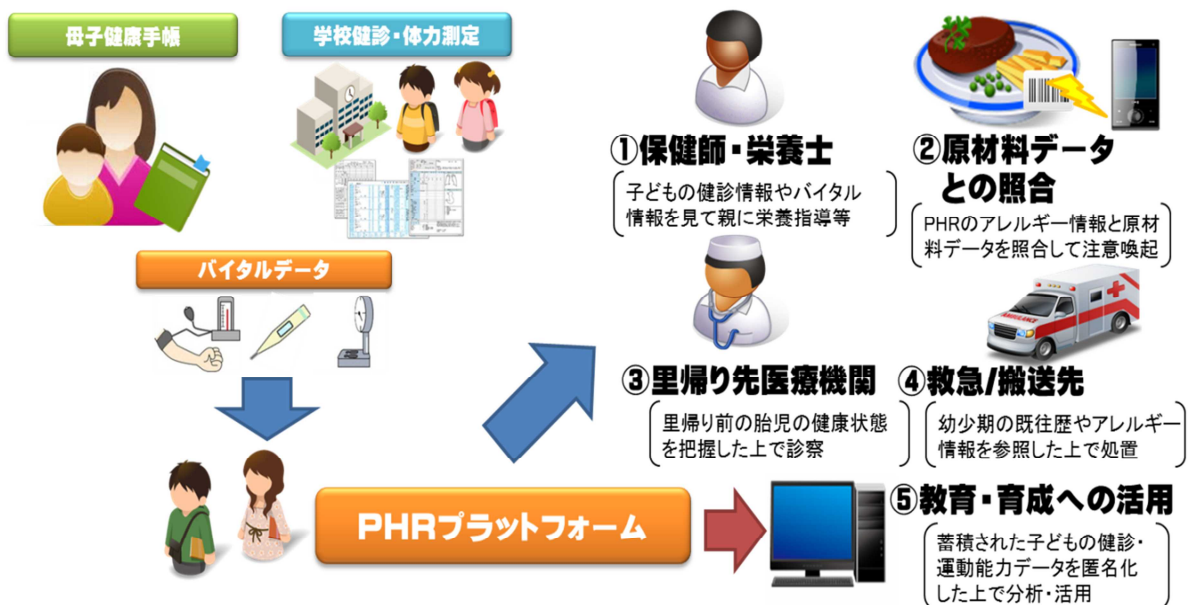 母子健康手帳
学校健診・体力測定
バイタルデータ
PHRプラットフォーム
①保健師・栄養士
子どもの健診情報やバイタル
情報を見て親に栄養指導等
②原材料データ
との照合
PHRのアレルギー情報と原材
料データを照合して注意喚起
③里帰り先医療機関
里帰り前の胎児の健康状態
を把握した上で診察
④救急/搬送先
幼少期の既往歴やアレルギー
情報を参照した上で処置
⑤教育・育成への活用
蓄積された子どもの健診・
運動能力データを匿名化
した上で分析・活用
AMBULANCE